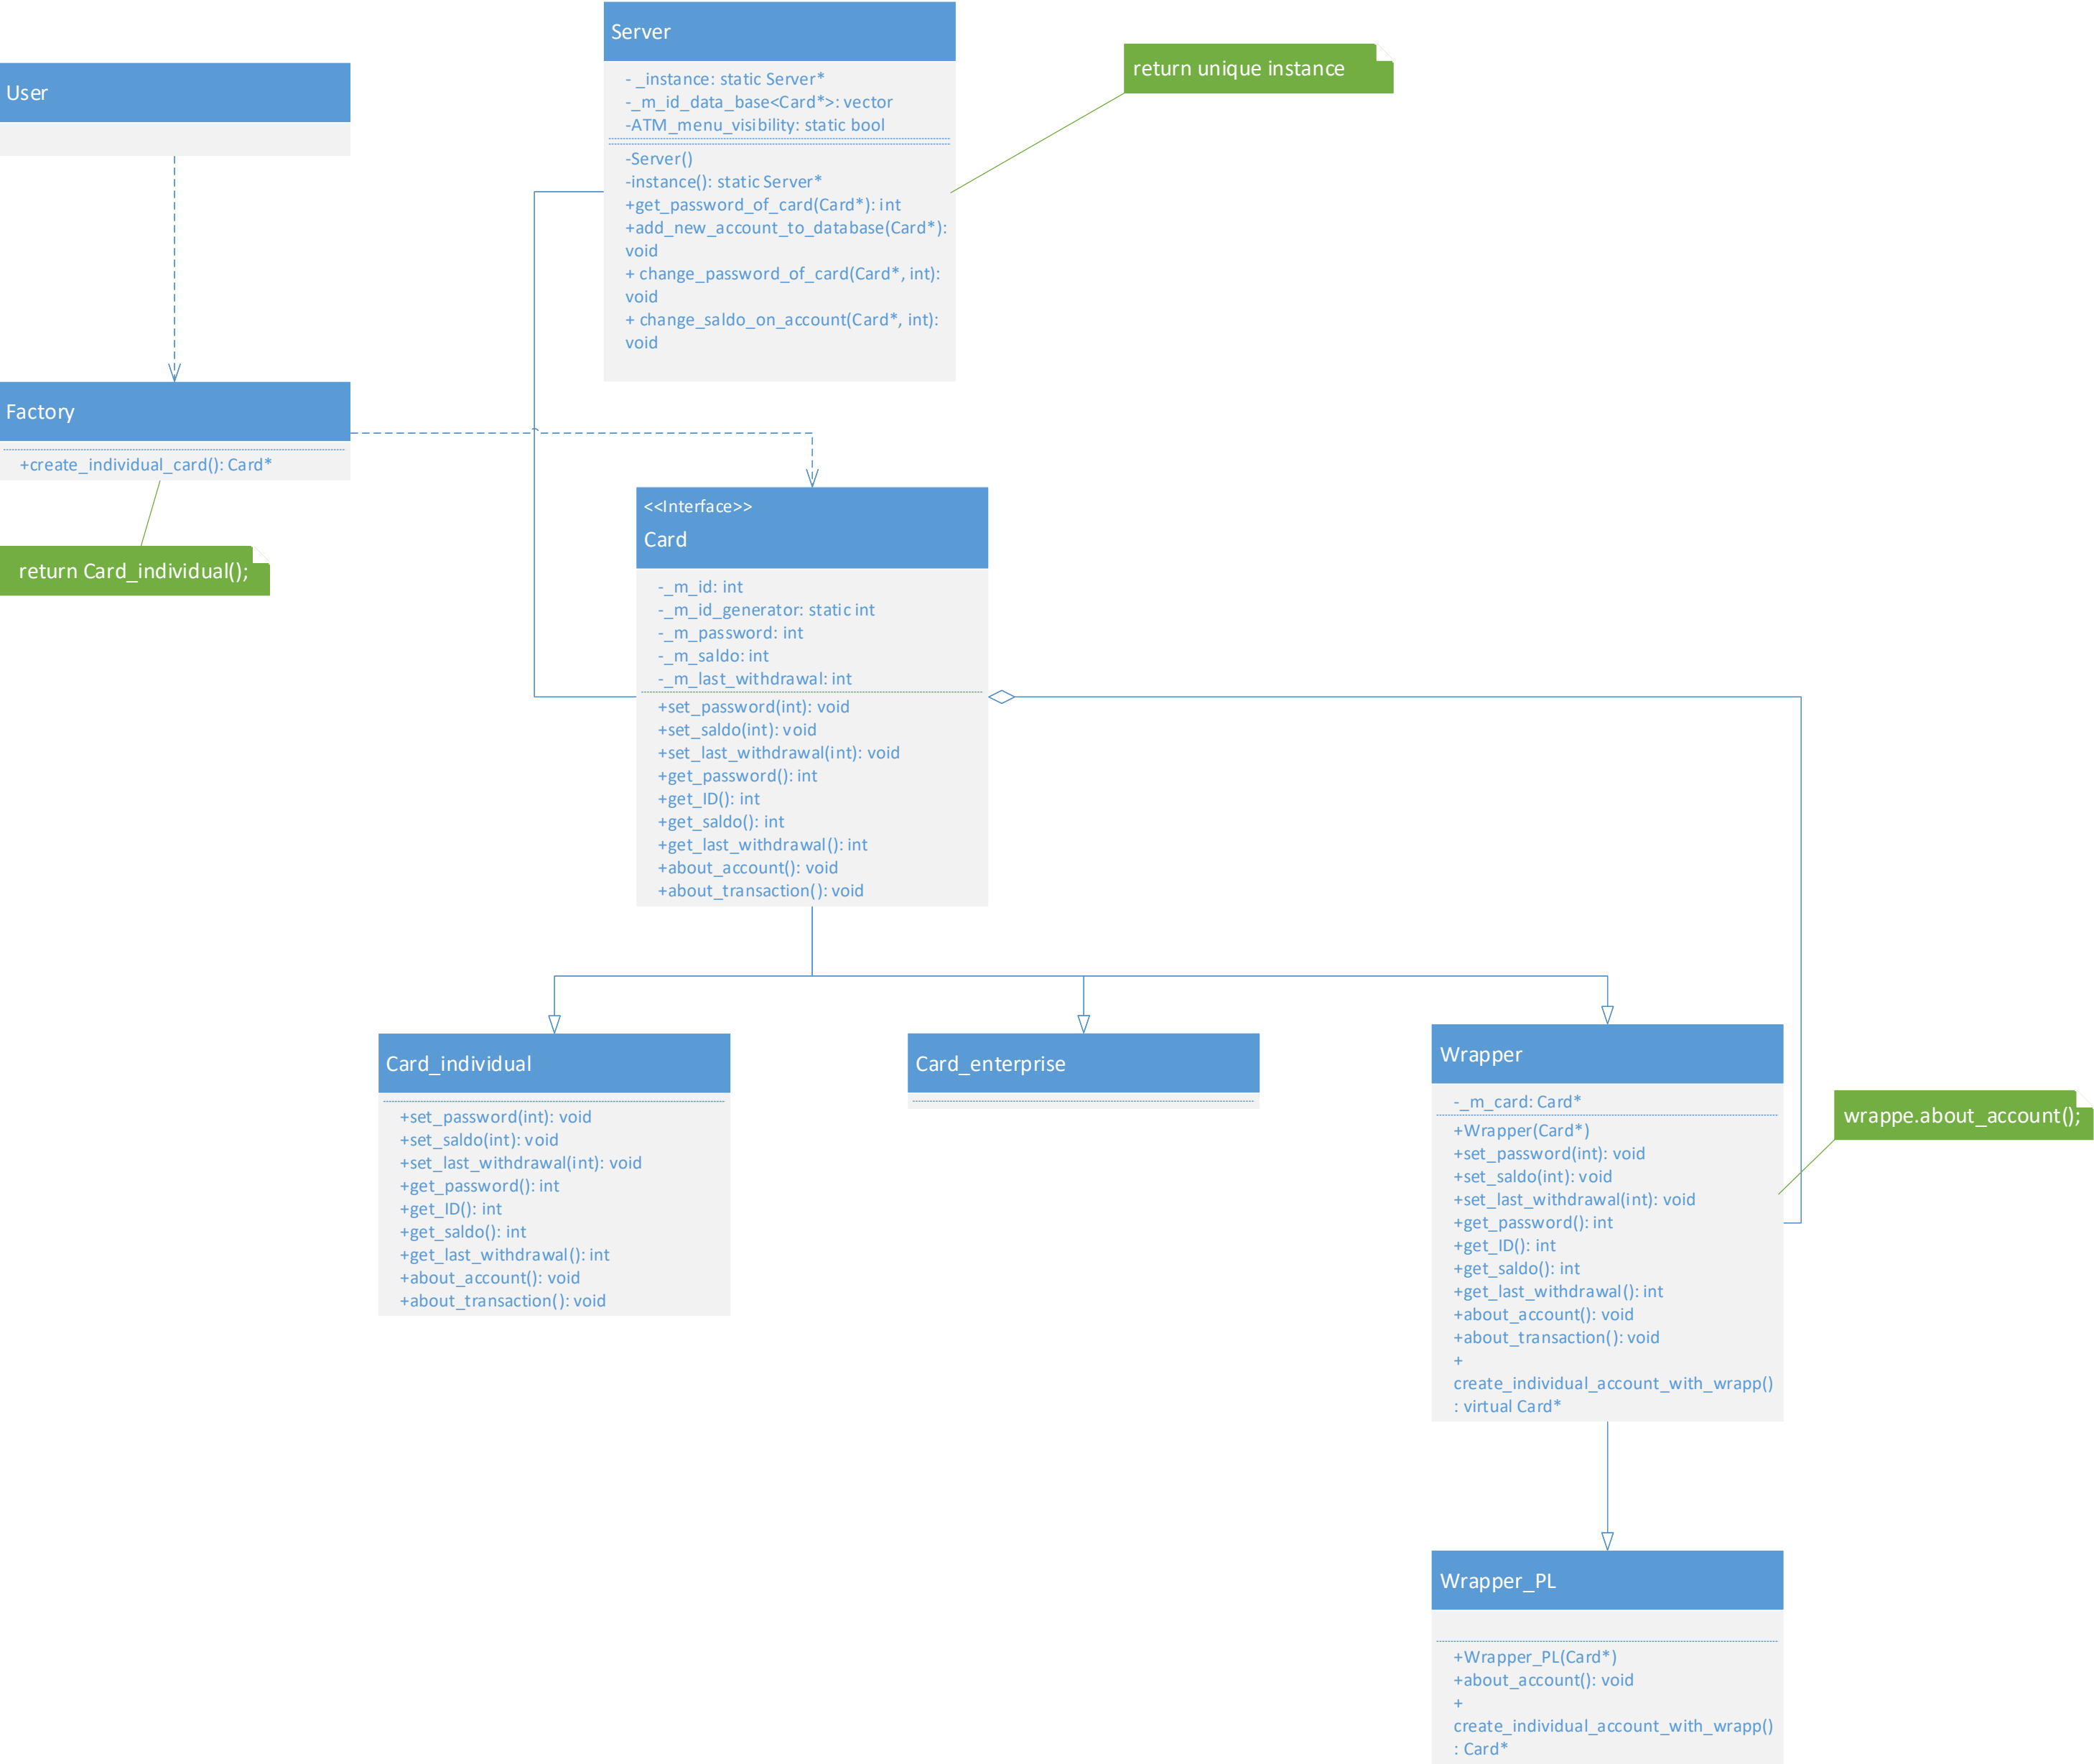 Server
- _instance: static Server*
-_m_id_data_base<Card*>: vector
-ATM_menu_visibility: static bool
-Server()
-instance(): static Server*
+get_password_of_card(Card*): int
+add_new_account_to_database(Card*):
void
+ change_password_of_card(Card*, int):
void
+ change_saldo_on_account(Card*, int):
void
return unique instance
User
Factory
+create_individual_card(): Card*
return Card_individual();
<<Interface>>
Card
-_m_id: int
-_m_id_generator: static int
-_m_password: int
-_m_saldo: int
-_m_last_withdrawal: int
+set_password(int): void
+set_saldo(int): void
+set_last_withdrawal(int): void
+get_password(): int
+get_ID(): int
+get_saldo(): int
+get_last_withdrawal(): int
+about_account(): void
+about_transaction(): void
Card_individual
+set_password(int): void
+set_saldo(int): void
+set_last_withdrawal(int): void
+get_password(): int
+get_ID(): int
+get_saldo(): int
+get_last_withdrawal(): int
+about_account(): void
+about_transaction(): void
Card_enterprise
Wrapper
-_m_card: Card*
+Wrapper(Card*)
+set_password(int): void
+set_saldo(int): void
+set_last_withdrawal(int): void
+get_password(): int
+get_ID(): int
+get_saldo(): int
+get_last_withdrawal(): int
+about_account(): void
+about_transaction(): void
+
create_individual_account_with_wrapp()
: virtual Card*
wrappe.about_account();
Wrapper_PL
+Wrapper_PL(Card*)
+about_account(): void
+
create_individual_account_with_wrapp()
: Card*